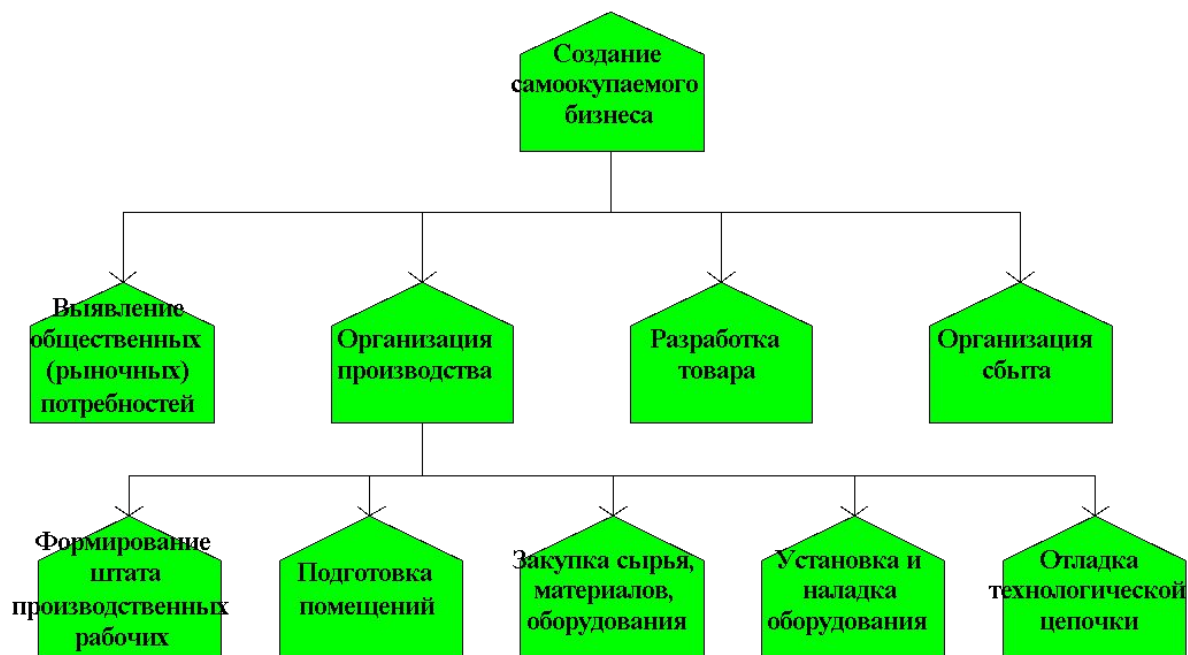 Создание
самоокупаемого
бизнеса
Выявление
общественных
(рыночных)
потребностей
Организация
производства
Разработка
товара
Организация
сбыта
Формирование
штата
производственных
рабочих
Подготовка
помещений
Закупка сырья,
материалов,
оборудования
Установка и
наладка
оборудования
Отладка
технологической
цепочки